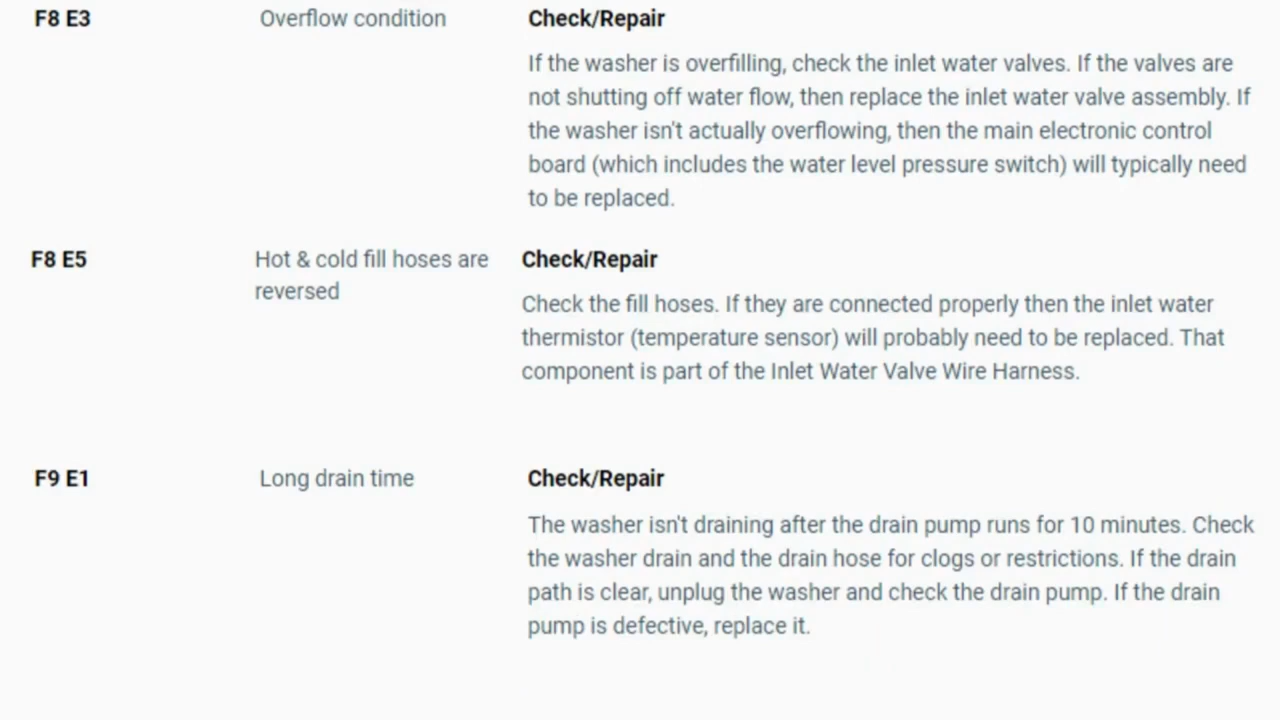 F8 E3 Overflow condition Check/Repair
If the washer is overfilling, check the inlet water valves. If the valves are
not shutting off water flow, then replace the inlet water valve assembly. If
the washer isn't actually overflowing, then the main electronic control
board (which includes the water level pressure switch) will typically need
to be replaced.
F8 E5 Hot & cold fill hoses are Check/Repair
reversed
Check the fill hoses. If they are connected properly then the inlet water
thermistor (temperature sensor) will probably need to be replaced. That
component is part of the Inlet Water Valve Wire Harness.
F9 E1 Long drain time Check/Repair
The washer isn't draining after the drain pump runs for 10 minutes. Check
the washer drain and the drain hose for clogs or restrictions. If the drain
path is clear, unplug the washer and check the drain pump. If the drain
pump is defective, replace it.